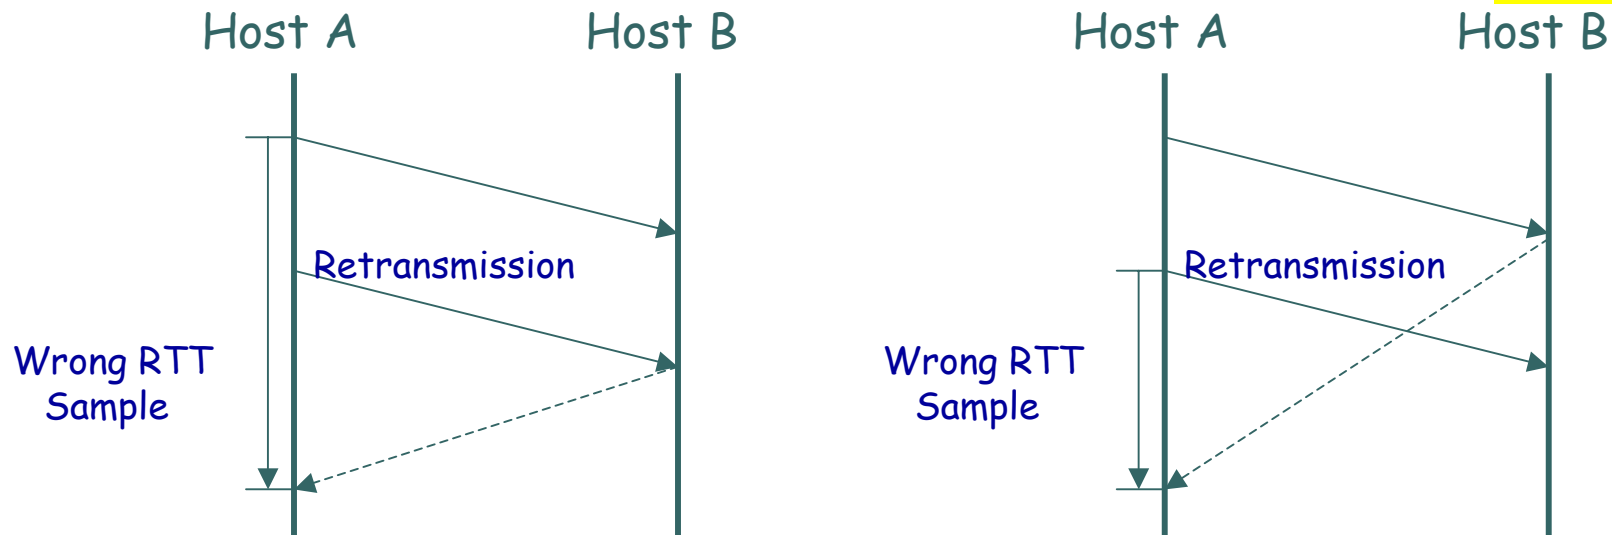 Host A
Host B
Retransmission
Wrong RTT
Sample
Host A
Host B
Retransmission
Wrong RTT
Sample